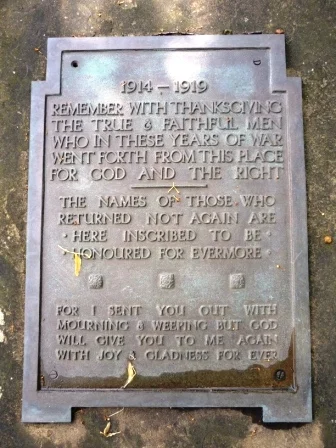 1914 – 1919
REMEMBER WITH THANKSGIVING
THE TRUE & FAITHFUL MEN
WHO IN THESE YEARS OF WAR
WENT FORTH FROM THIS PLACE
FOR GOD AND THE RIGHT
THE NAMES OF THOSE WHO
RETURNED NOT AGAIN ARE
· HERE INSCRIBED TO BE ·
· HONOURED FOR EVERMORE ·
FOR I SENT YOU OUT WITH
MOURNING & WEEPING BUT GOD
WILL GIVE YOU TO ME AGAIN
WITH JOY & GLADNESS FOR EVER